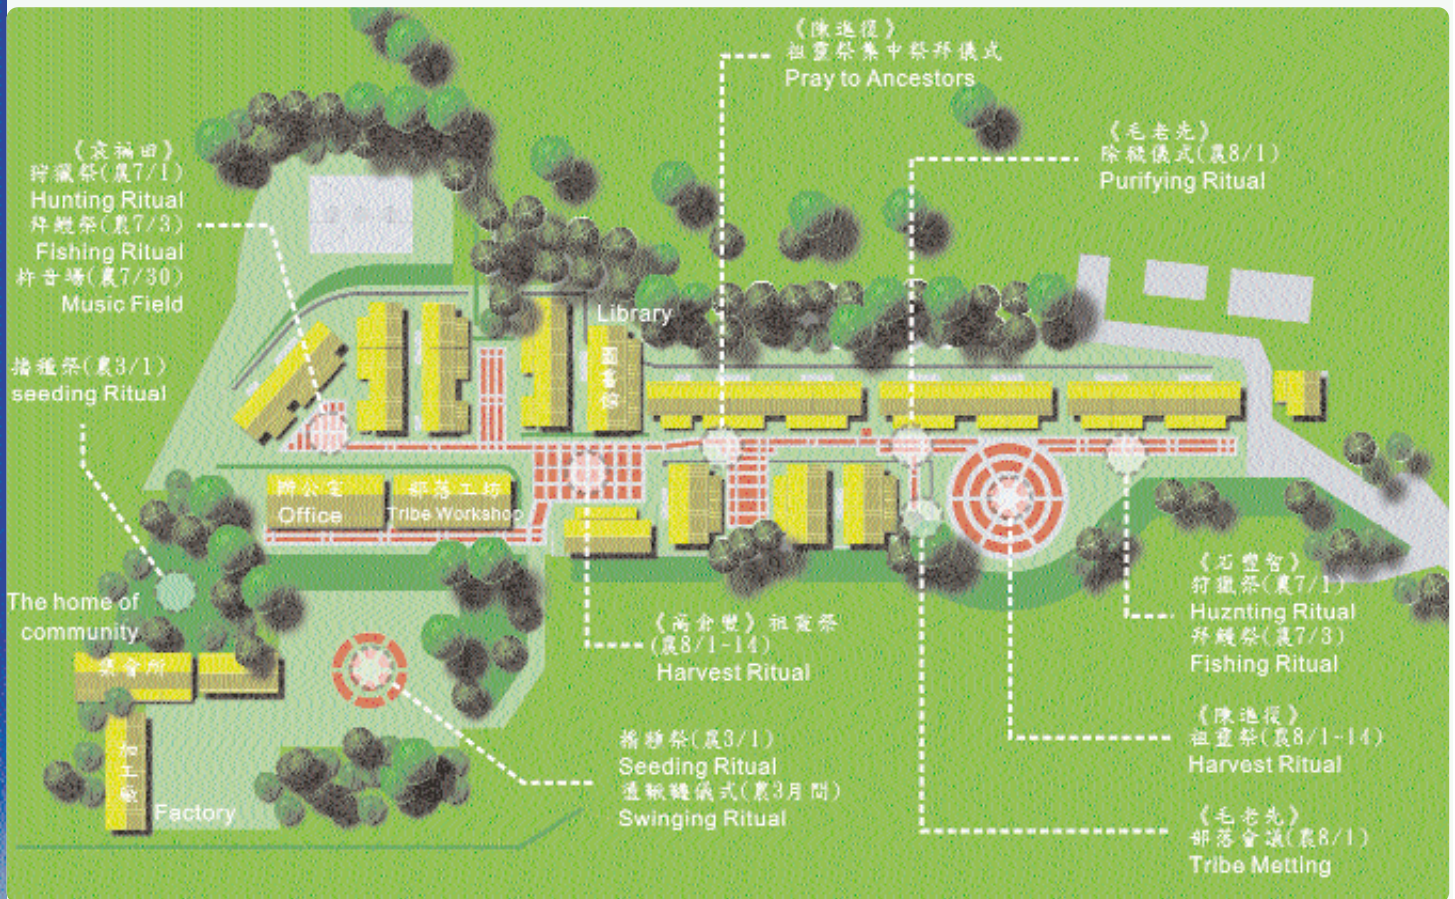 《陳進復》
祖靈祭集中祭拜儀式
Pray to Ancestors
《毛老先》
除穢儀式(農8/1)
Purifying Ritual
《袁福田》
狩獵祭(農7/1)
Hunting Ritual
拜鰻祭(農7/3)
Fishing Ritual
杵音場(農7/30)
Music Field
播種祭(農3/1)
seeding Ritual
Library
圖書館
辦公室
Office
部落工坊
Tribe Workshop
The home of
community
集會所
加工廠
Factory
《高倉豐》祖靈祭
(農8/1-14)
Harvest Ritual
播種祭(農3/1)
Seeding Ritual
盪鞦韆儀式(農3月間)
Swinging Ritual
《石豐智》
狩獵祭(農7/1)
Huznting Ritual
拜鰻祭(農7/3)
Fishing Ritual
《陳進復》
祖靈祭(農8/1-14)
Harvest Ritual
《毛老先》
部落會議(農8/1)
Tribe Metting